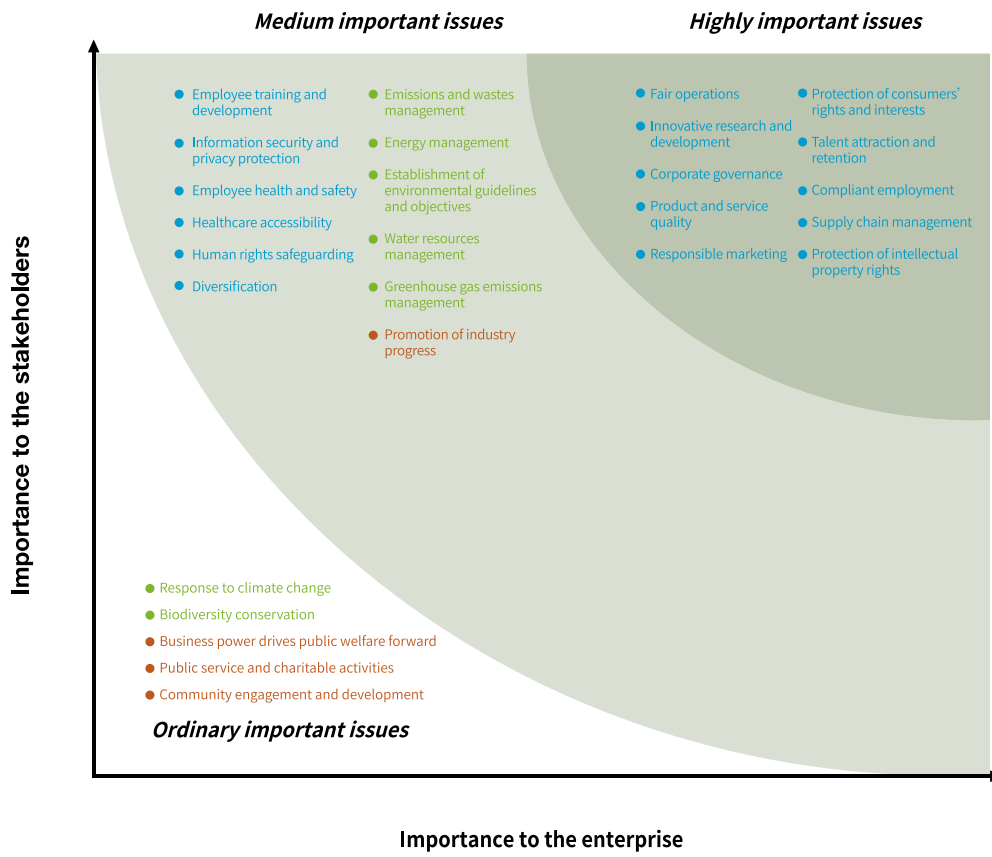 Medium important issues
Highly important issues
Importance to the stakeholders
Employee training and
development
Information security and
privacy protection
Employee health and safety
Healthcare accessibility
Human rights safeguarding
Diversification
Emissions and wastes
management
Energy management
Establishment of
environmental guidelines
and objectives
Water resources
management
Greenhouse gas emissions
management
Promotion of industry
progress
Fair operations
Innovative research and
development
Corporate governance
Product and service
quality
Responsible marketing
Protection of consumers'
rights and interests
Talent attraction and
retention
Compliant employment
Supply chain management
Protection of intellectual
property rights
Response to climate change
Biodiversity conservation
Business power drives public welfare forward
Public service and charitable activities
Community engagement and development
Ordinary important issues
Importance to the enterprise